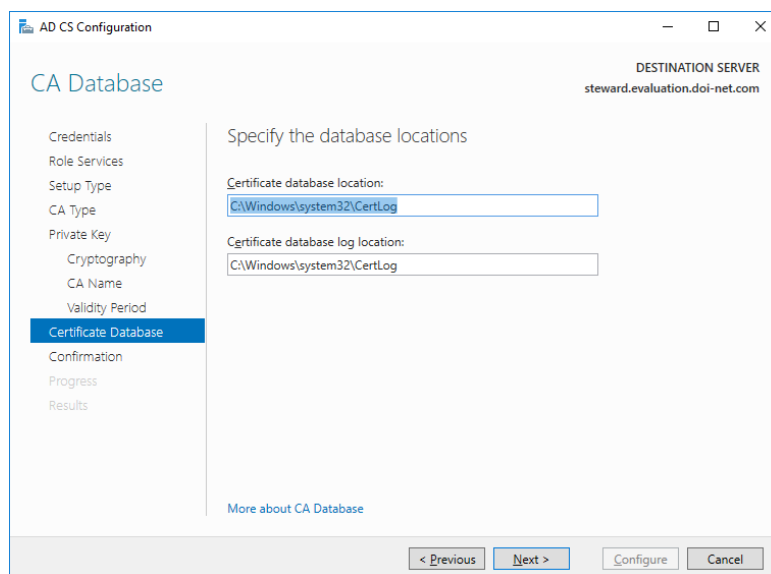 AD CS Configuration
CA Database
DESTINATION SERVER
steward.evaluation.doi-net.com
Credentials
Role Services
Setup Type
CA Type
Private Key
Cryptography
CA Name
Validity Period
Certificate Database
Confirmation
Progress
Results
Specify the database locations
Certificate database location:
C:\Windows\system32\CertLog
Certificate database log location:
C:\Windows\system32\CertLog
More about CA Database
< Previous
Next >
Configure
Cancel